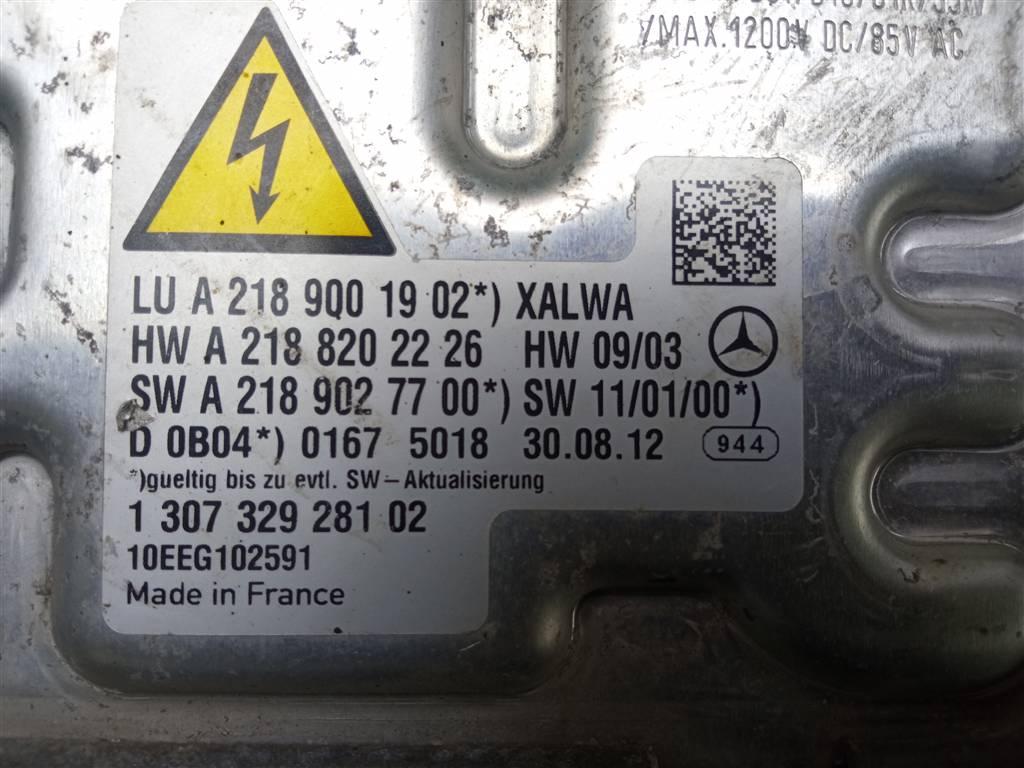 /MAX.1200V DC/85V AC
LU A 218 900 19 02*) XALWA
HW A 218 820 22 26 HW 09/03
SW A 218 902 77 00*) SW 11/01/00*)
D 0B04*) 0167 5018 30.08.12 944
*)gueltig bis zu evtl. SW-Aktualisierung
1 307 329 281 02
10EEG102591
Made in France